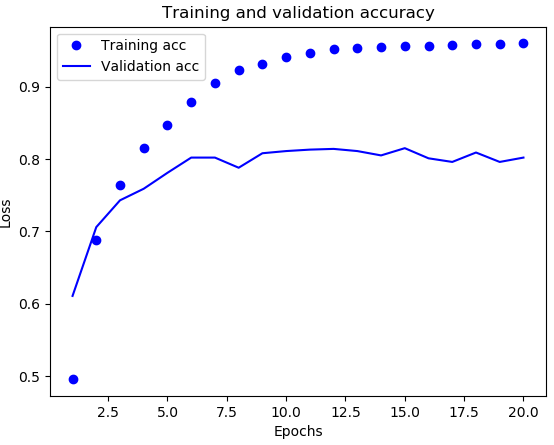 Training and validation accuracy
Training acc
Validation acc
0.9
0.8
0.7
0.6
0.5
Loss
2.5 5.0 7.5 10.0 12.5 15.0 17.5 20.0
Epochs